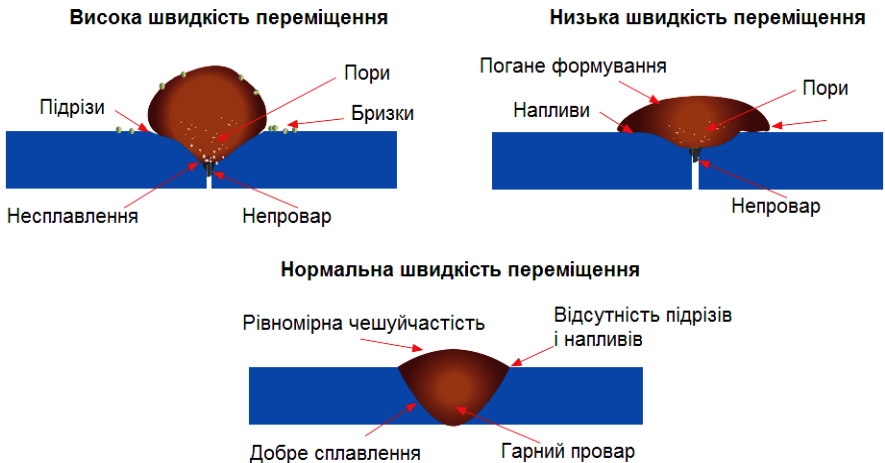 Висока швидкість переміщення
Пори
Підрізи
Бризки
Несплавлення
Непровар
Низька швидкість переміщення
Погане формування
Пори
Напливи
Непровар
Нормальна швидкість переміщення
Рівномірна чешуйчастість
Відсутність підрізів
і напливів
Добре сплавлення
Гарний провар